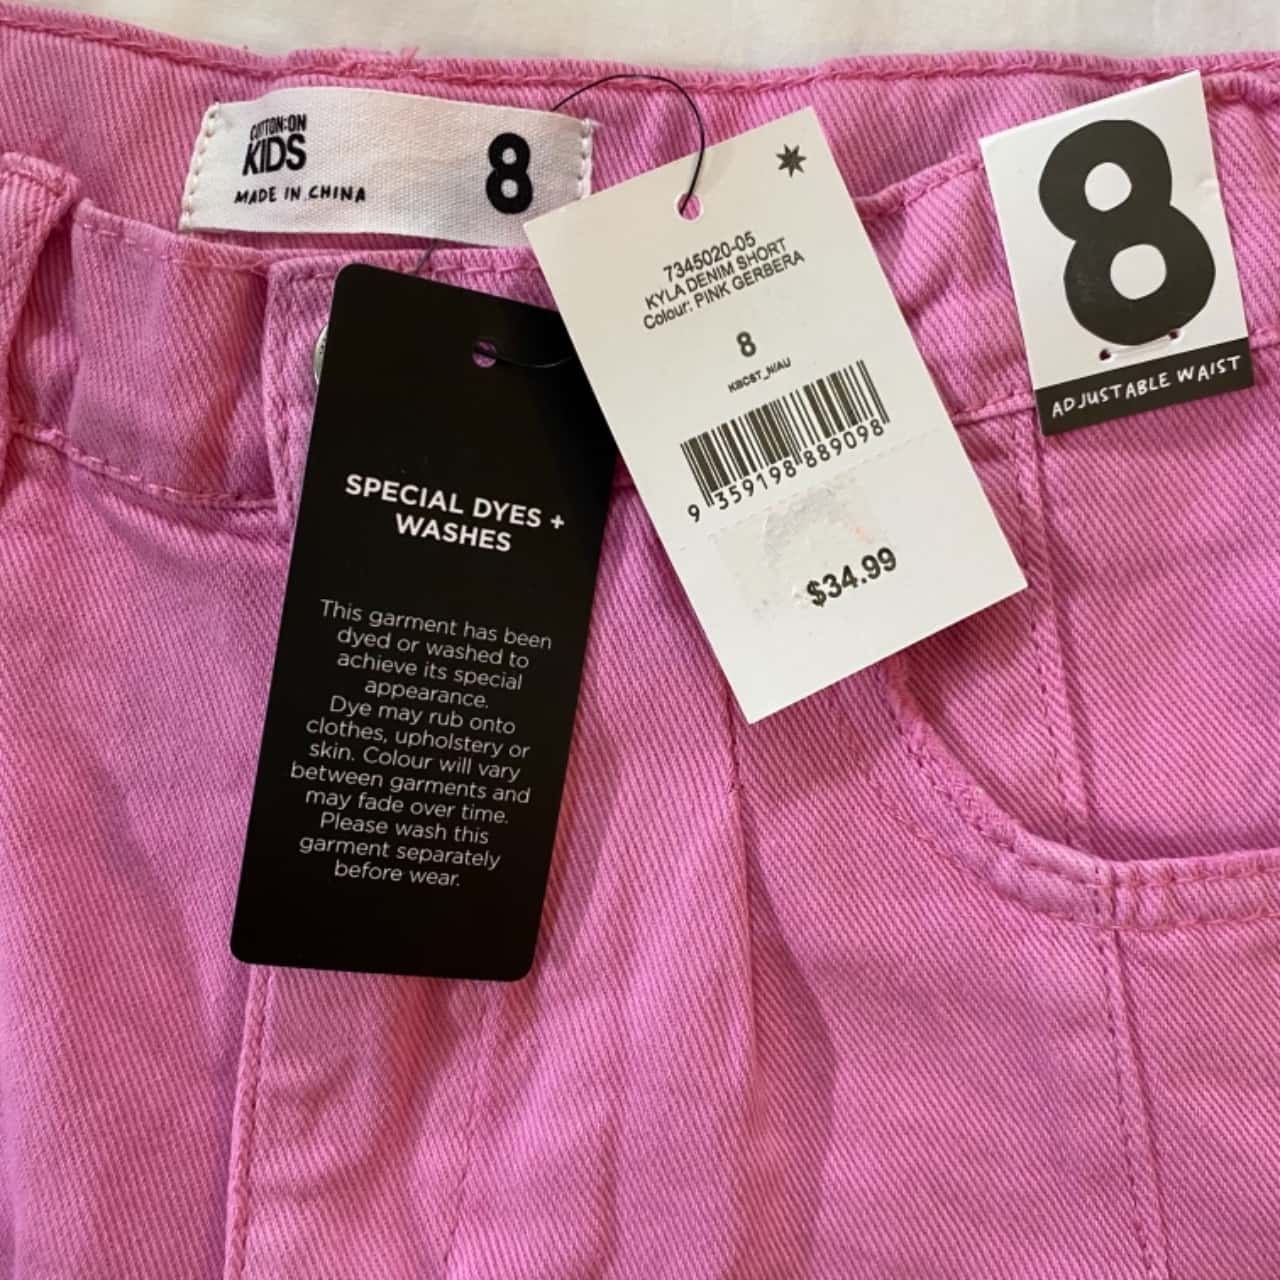 COTTON:ON
KIDS
MADE IN CHINA
8
7345020-05
KYLA DENIM SHORT
Colour: PINK GERBERA
8
KBCST_NIAU
9 359198 889098
$34.99
8
ADJUSTABLE WAIST
SPECIAL DYES +
WASHES
This garment has been
dyed or washed to
achieve its special
appearance.
Dye may rub onto
clothes, upholstery or
skin. Colour will vary
between garments and
may fade over time.
Please wash this
garment separately
before wear.